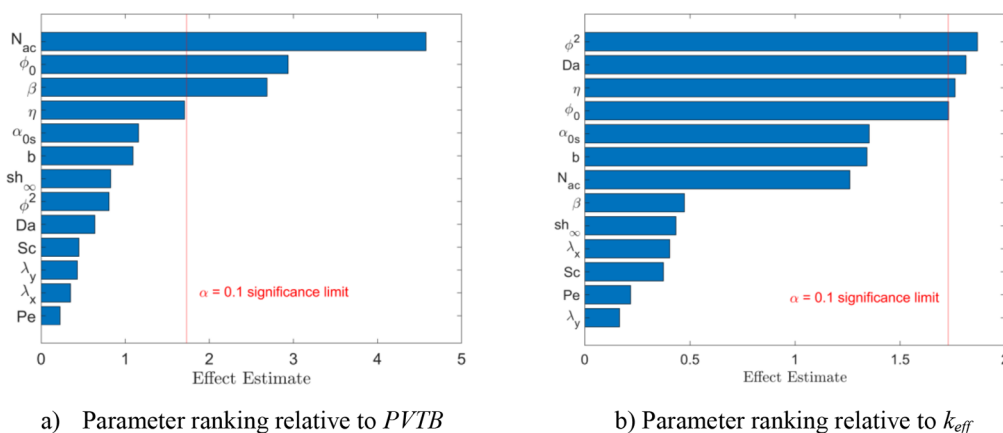 a)
b)
N_ac
ϕ_0
β
η
α_0s
b
sh_∞
ϕ^2
Da
Sc
λ_y
λ_x
Pe
α = 0.1 significance limit
0 1 2 3 4 5
Effect Estimate
ϕ^2
Da
η
ϕ_0
α_0s
b
N_ac
β
sh_∞
λ_x
Sc
Pe
λ_y
α = 0.1 significance limit
0 0.5 1 1.5 2
Effect Estimate
a) Parameter ranking relative to PVTB
b) Parameter ranking relative to k_eff